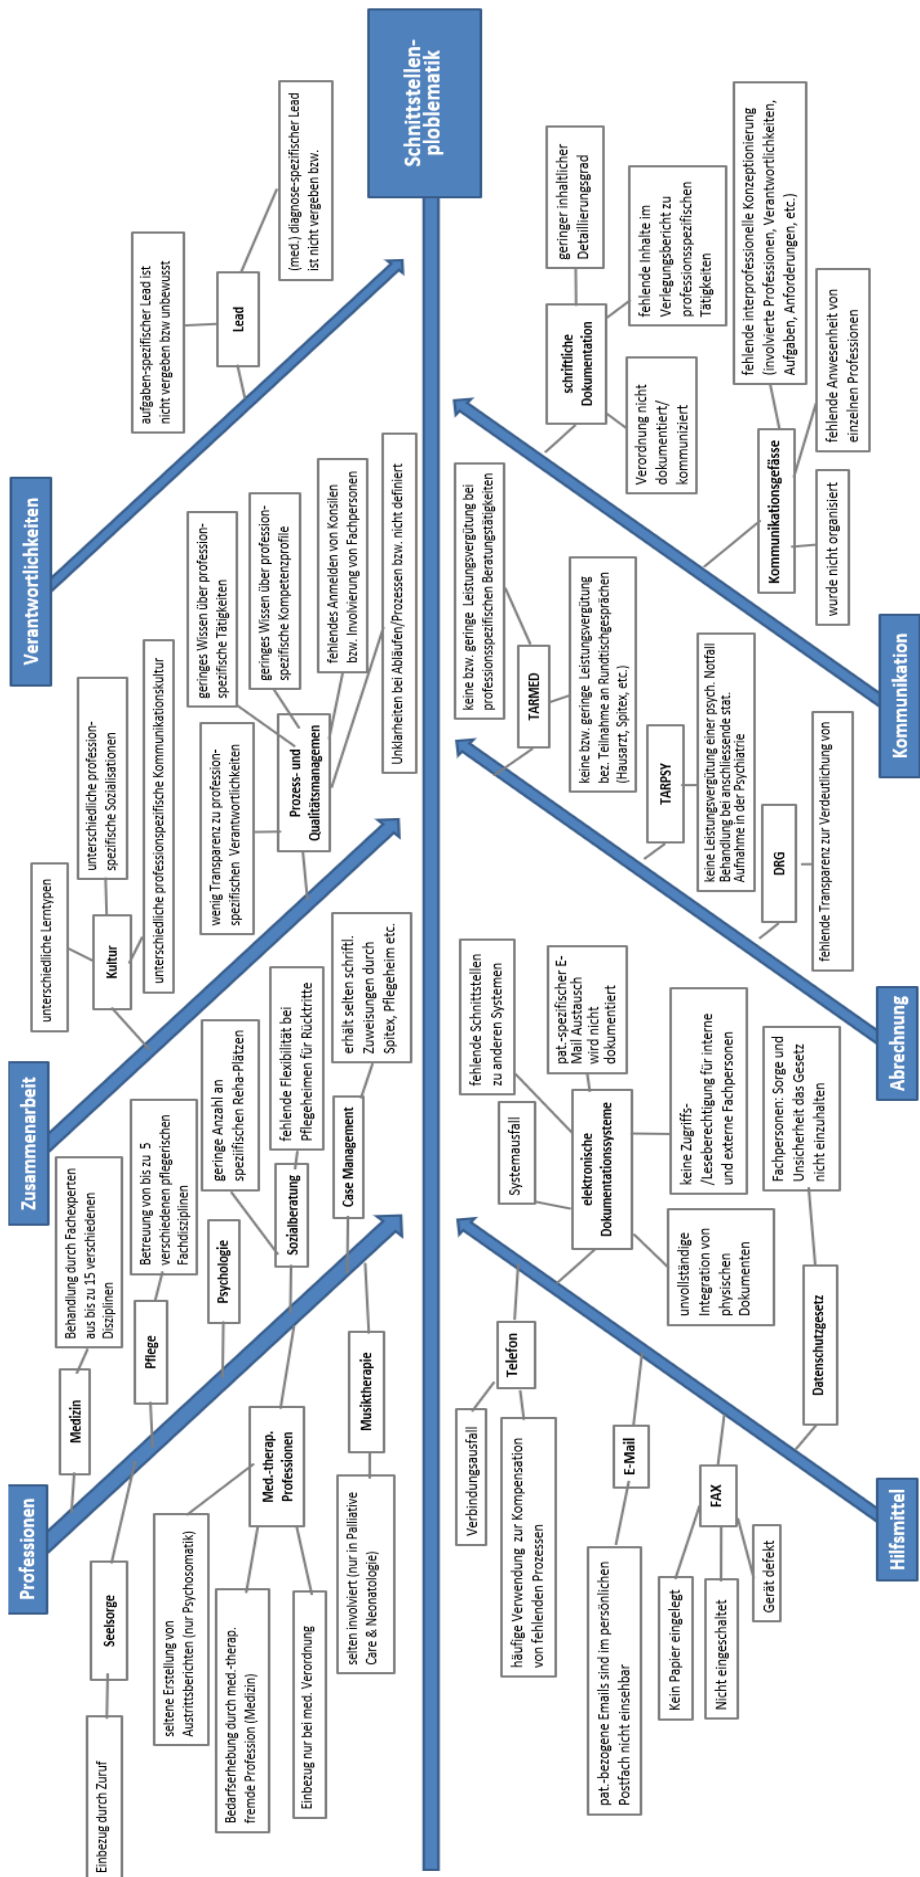 Professionen
Zusammenarbeit
Verantwortlichkeiten
Schnittstellen-
ploblematik
Einbezug durch Zuruf
Seelsorge
Medizin
Behandlung durch Fachexperten
aus bis zu 15 verschiedenen
Disziplinen
Pflege
Betreuung von bis zu 5
verschiedenen pflegerischen
Fachdisziplinen
seltene Erstellung von
Austrittsberichten (nur Psychosomatik)
Bedarfserhebung durch med.-therap.
fremde Profession (Medizin)
Einbezug nur bei med. Verordnung
Med.-therap.
Professionen
Psychologie
geringe Anzahl an
speziifischen Reha-Plätzen
Sozialberatung
fehlende Flexibilität bei
Pflegeheimen für Rücktritte
selten involviert (nur in Palliative
Care & Neonatologie)
Musiktherapie
Case Management
erhält selten schriftl.
Zuweisungen durch
Spitex, Pflegeheim etc.
unterschiedliche Lerntypen
Kultur
unterschiedliche profession-
spezifische Sozialisationen
unterschiedliche professionspezifische Kommunikationskultur
wenig Transparenz zu profession-
spezifischen Verantwortlichkeiten
Prozess- und
Qualitätsmanagemen
geringes Wissen über profession-
spezifische Tätigkeiten
geringes Wissen über profession-
spezifische Kompetenzprofile
fehlendes Anmelden von Konsilen
bzw. Involvierung von Fachpersonen
Unklarheiten bei Abläufen/Prozessen bzw. nicht definiert
aufgaben-spezifischer Lead ist
nicht vergeben bzw unbewusst
Lead
(med.) diagnose-spezifischer Lead
ist nicht vergeben bzw.
Verbindungsausfall
Telefon
häufige Verwendung zur Kompensation
von fehlenden Prozessen
pat.-bezogene Emails sind im persönlichen
Postfach nicht einsehbar
E-Mail
Kein Papier eingelegt
FAX
Nicht eingeschaltet
Gerät defekt
Systemausfall
fehlende Schnittstellen
zu anderen Systemen
elektronische
Dokumentationssysteme
pat.-spezifischer E-
Mail Austausch
wird nicht
dokumentiert
unvollständige
Integration von
physischen
Dokumenten
keine Zugriffs-
/Leseberechtigung für interne
und externe Fachpersonen
Datenschutzgesetz
Fachpersonen: Sorge und
Unsicherheit das Gesetz
nicht einzuhalten
keine bzw. geringe Leistungsvergütung bei
professionsspezifischen Beratungstätigkeiten
TARMED
keine bzw. geringe Leistungsvergütung
bez. Teilnahme an Rundtischgesprächen
(Hausarzt, Spitex, etc.)
TARPSY
keine Leistungsvergütung einer psych. Notfall
Behandlung bei anschliessende stat.
Aufnahme in der Psychiatrie
DRG
fehlende Transparenz zur Verdeutlichung von
schriftliche
Dokumentation
geringer inhaltlicher
Detaillierungsgrad
Verordnung nicht
dokumentiert/
kommuniziert
fehlende Inhalte im
Verlegungsbericht zu
professionsspezifischen
Tätigkeiten
Kommunikationsgefässe
fehlende interprofessionelle Konzeptionierung
(involvierte Professionen, Verantwortlichkeiten,
Aufgaben, Anforderungen, etc.)
wurde nicht organisiert
fehlende Anwesenheit von
einzelnen Professionen
Hilfsmittel
Abrechnung
Kommunikation